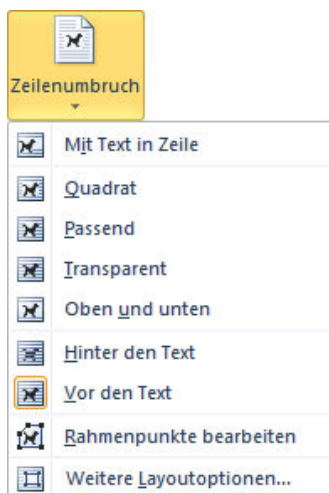 Zeilenumbruch
Mit Text in Zeile
Quadrat
Passend
Transparent
Oben und unten
Hinter den Text
Vor den Text
Rahmenpunkte bearbeiten
Weitere Layoutoptionen...